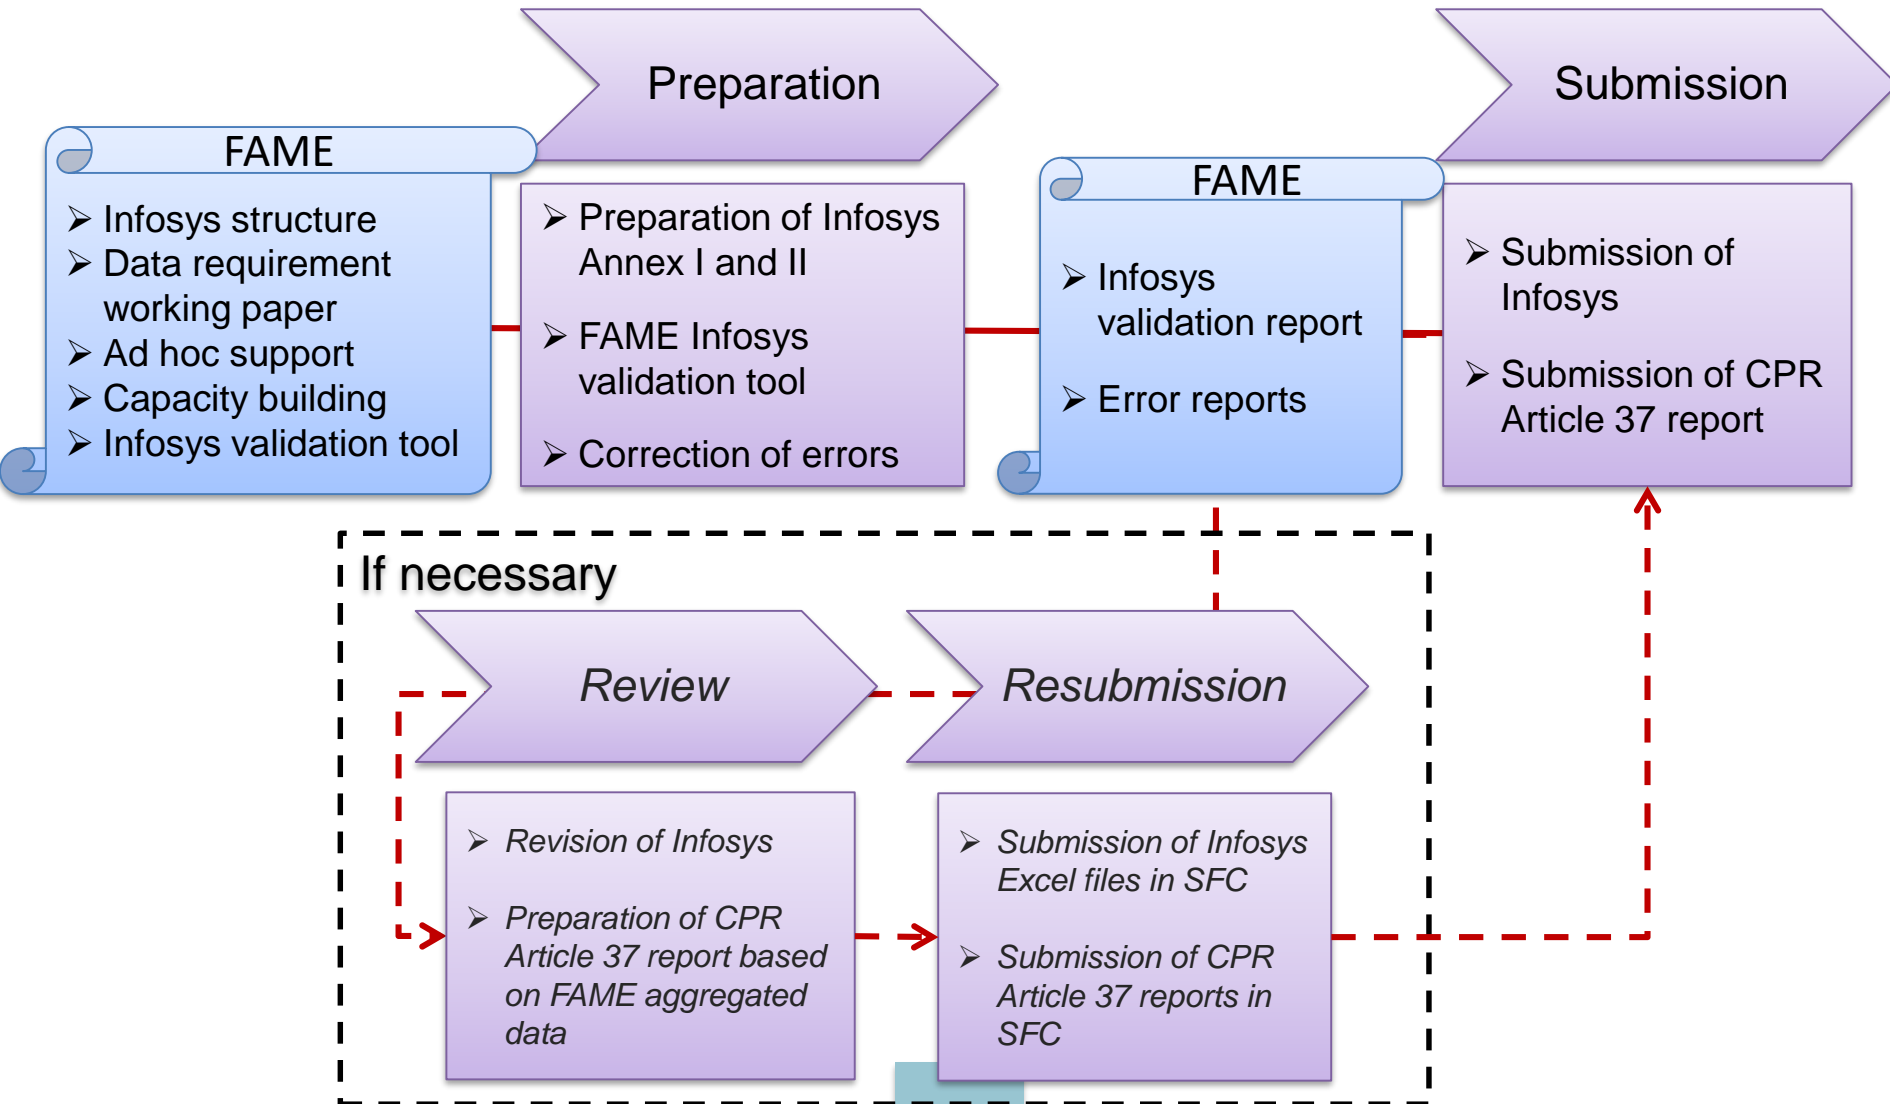 Preparation
Submission
FAME
➢ Infosys structure
➢ Data requirement
working paper
➢ Ad hoc support
➢ Capacity building
➢ Infosys validation tool
➢ Preparation of Infosys
Annex I and II
➢ FAME Infosys
validation tool
➢ Correction of errors
FAME
➢ Infosys
validation report
➢ Error reports
➢ Submission of
Infosys
➢ Submission of CPR
Article 37 report
If necessary
Review
Resubmission
➢ Revision of Infosys
➢ Preparation of CPR
Article 37 report based
on FAME aggregated
data
➢ Submission of Infosys
Excel files in SFC
➢ Submission of CPR
Article 37 reports in
SFC